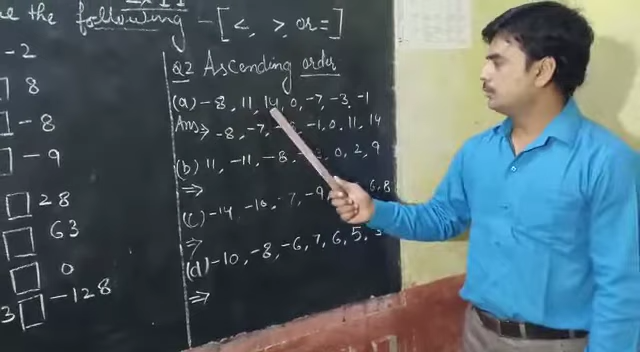 the following - [<, > or =]
-2
8
-8
-9
28
63
0
3 -128
Q2 Ascending order
(a) -8, 11, 14, 0, -7, -3, -1
Ans⇒ -8, -7, -1, 0, 11, 14
(b) 11, -11, -8, 0, 2, 9
⇒
(c) -14, -10, -7, -9, 6, 8
⇒
(d) -10, -8, -6, 7, 6, 5,
⇒